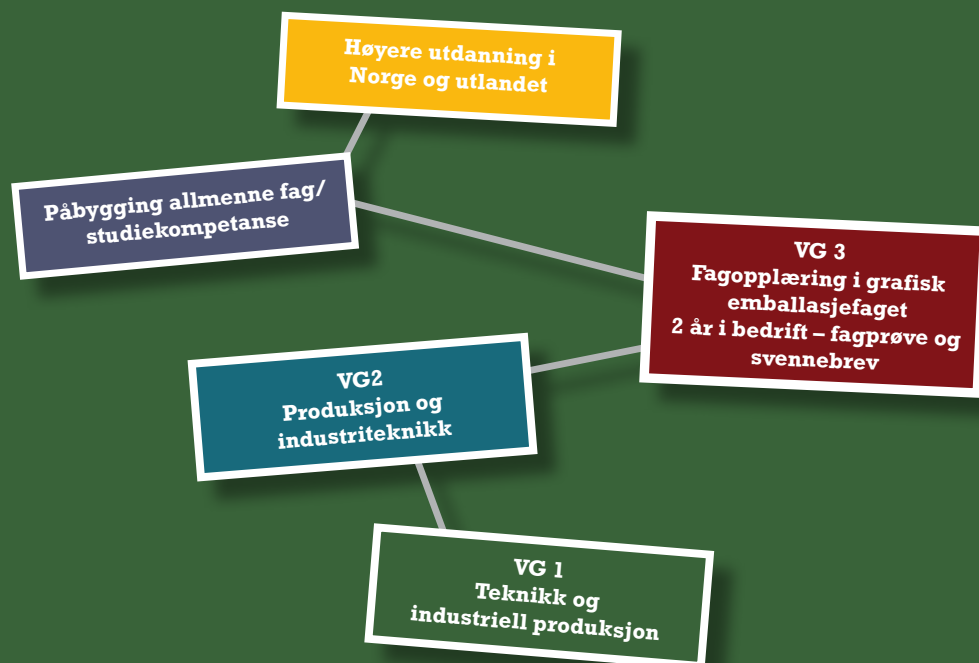 Høyere utdanning i
Norge og utlandet
Påbygging allmenne fag/
studiekompetanse
VG 3
Fagopplæring i grafisk
emballasjefaget
2 år i bedrift – fagprøve og
svennebrev
VG2
Produksjon og
industriteknikk
VG 1
Teknikk og
industriell produksjon